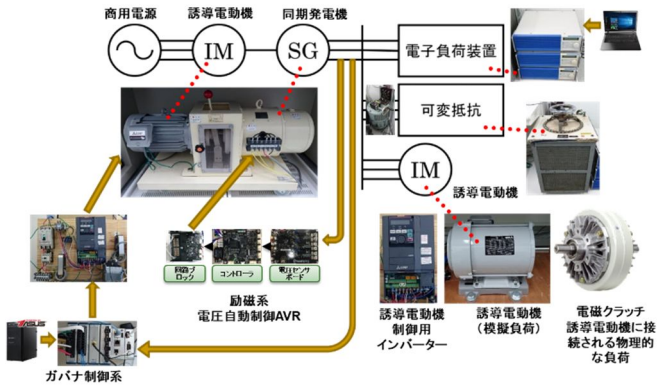 商用電源
誘導電動機
同期発電機
IM
SG
電子負荷装置
可変抵抗
IM
誘導電動機
回路ブ
ロック
コントローラ
電圧センサ
ボード
励磁系
電圧自動制御AVR
誘導電動機
制御用
インバーター
誘導電動機
(模擬負荷)
電磁クラッチ
誘導電動機に接
続される物理的
な負荷
ASUS
ガバナ制御系